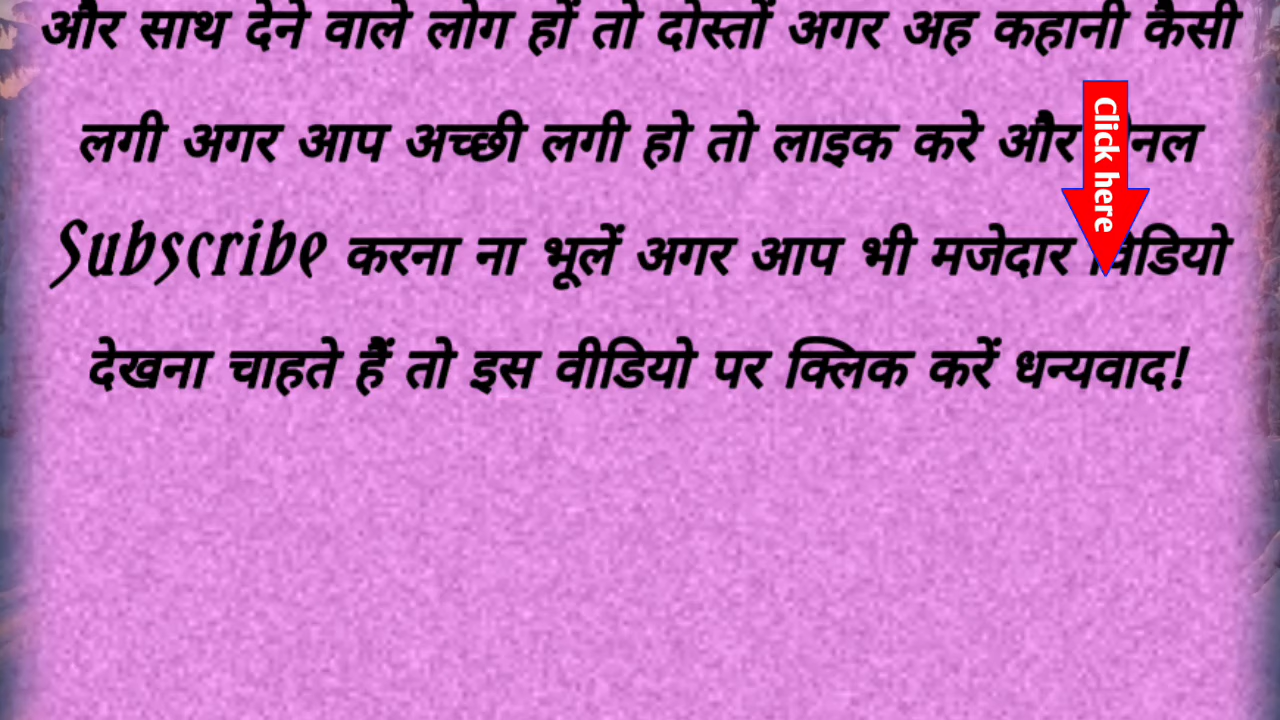 और साथ देने वाले लोग हों तो दोस्तों अगर अह कहानी कैसी
लगी अगर आप अच्छी लगी हो तो लाइक करे और
Subscribe करना ना भूलें अगर आप भी मजेदार
देखना चाहते हैं तो इस वीडियो पर क्लिक करें धन्यवाद!
Click here